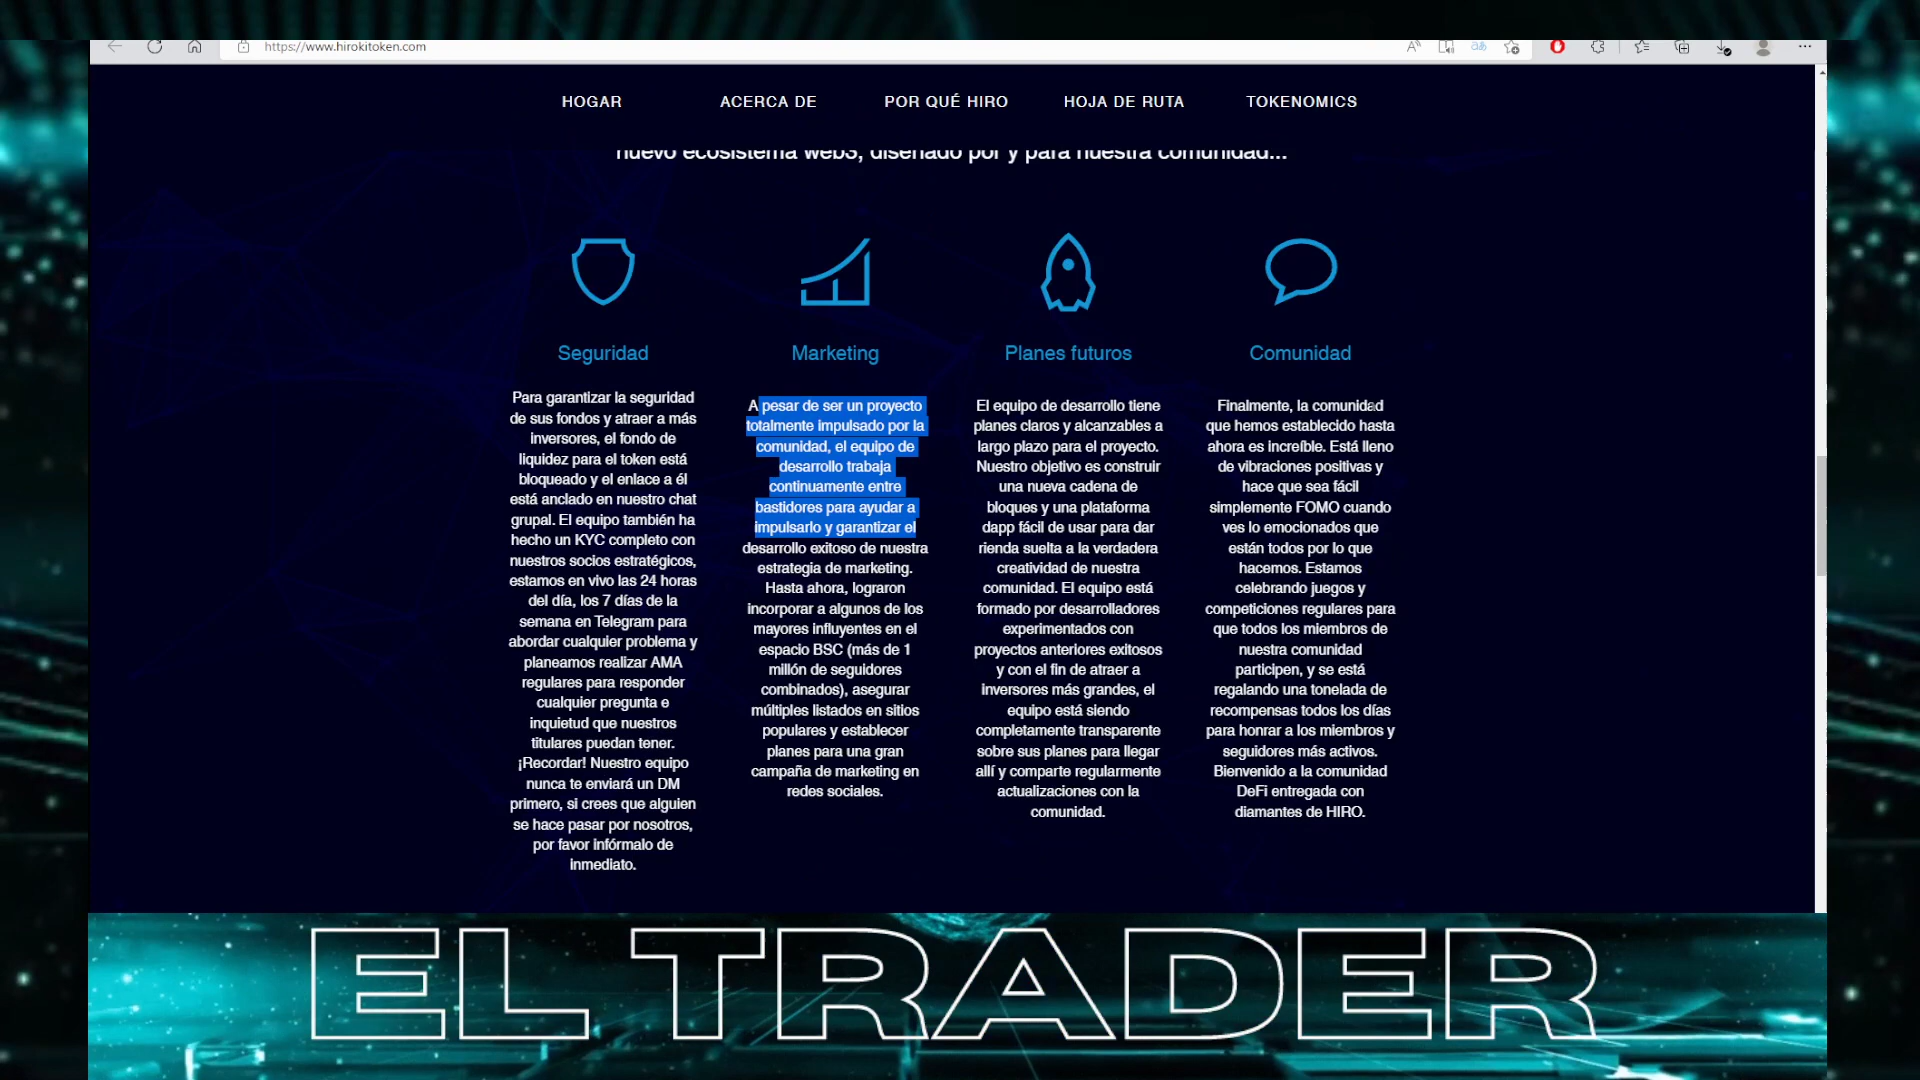 https://www.hirokitoken.com
HOGAR
ACERCA DE
POR QUÉ HIRO
HOJA DE RUTA
TOKENOMICS
nuevo ecosistema web3, diseñado por y para nuestra comunidad...
Seguridad
Para garantizar la seguridad
de sus fondos y atraer a más
inversores, el fondo de
liquidez para el token está
bloqueado y el enlace a él
está anclado en nuestro chat
grupal. El equipo también ha
hecho un KYC completo con
nuestros socios estratégicos,
estamos en vivo las 24 horas
del día, los 7 días de la
semana en Telegram para
abordar cualquier problema y
planeamos realizar AMA
regulares para responder
cualquier pregunta e
inquietud que nuestros
titulares puedan tener.
¡Recordar! Nuestro equipo
nunca te enviará un DM
primero, si crees que alguien
se hace pasar por nosotros,
por favor infórmalo de
inmediato.
Marketing
A pesar de ser un proyecto
totalmente impulsado por la
comunidad, el equipo de
desarrollo trabaja
continuamente entre
bastidores para ayudar a
impulsarlo y garantizar el
desarrollo exitoso de nuestra
estrategia de marketing.
Hasta ahora, lograron
incorporar a algunos de los
mayores influyentes en el
espacio BSC (más de 1
millón de seguidores
combinados), asegurar
múltiples listados en sitios
populares y establecer
planes para una gran
campaña de marketing en
redes sociales.
Planes futuros
El equipo de desarrollo tiene
planes claros y alcanzables a
largo plazo para el proyecto.
Nuestro objetivo es construir
una nueva cadena de
bloques y una plataforma
dapp fácil de usar para dar
rienda suelta a la verdadera
creatividad de nuestra
comunidad. El equipo está
formado por desarrolladores
experimentados con
proyectos anteriores exitosos
y con el fin de atraer a
inversores más grandes, el
equipo está siendo
completamente transparente
sobre sus planes para llegar
allí y comparte regularmente
actualizaciones con la
comunidad.
Comunidad
Finalmente, la comunidad
que hemos establecido hasta
ahora es increíble. Está lleno
de vibraciones positivas y
hace que sea fácil
simplemente FOMO cuando
ves lo emocionados que
están todos por lo que
hacemos. Estamos
celebrando juegos y
competiciones regulares para
que todos los miembros de
nuestra comunidad
participen, y se está
regalando una tonelada de
recompensas todos los días
para honrar a los miembros y
seguidores más activos.
Bienvenido a la comunidad
DeFi entregada con
diamantes de HIRO.
EL TRADER